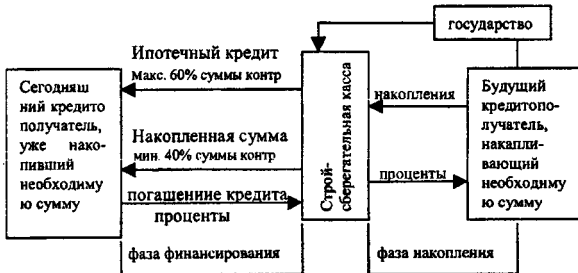 государство
Ипотечный кредит
макс. 60% суммы контр
Сегодняш
ний кредито
получатель,
уже нако-
пивший
необходиму
ю сумму
Накопленная сумма
мин. 40% суммы контр
погашениие кредита
проценты
Строй-
сберегательная касса
накопления
проценты
Будущий
кредитопо-
лучатель,
накапли-
вающий
необходиму
ю сумму
фаза финансирования
фаза накопления